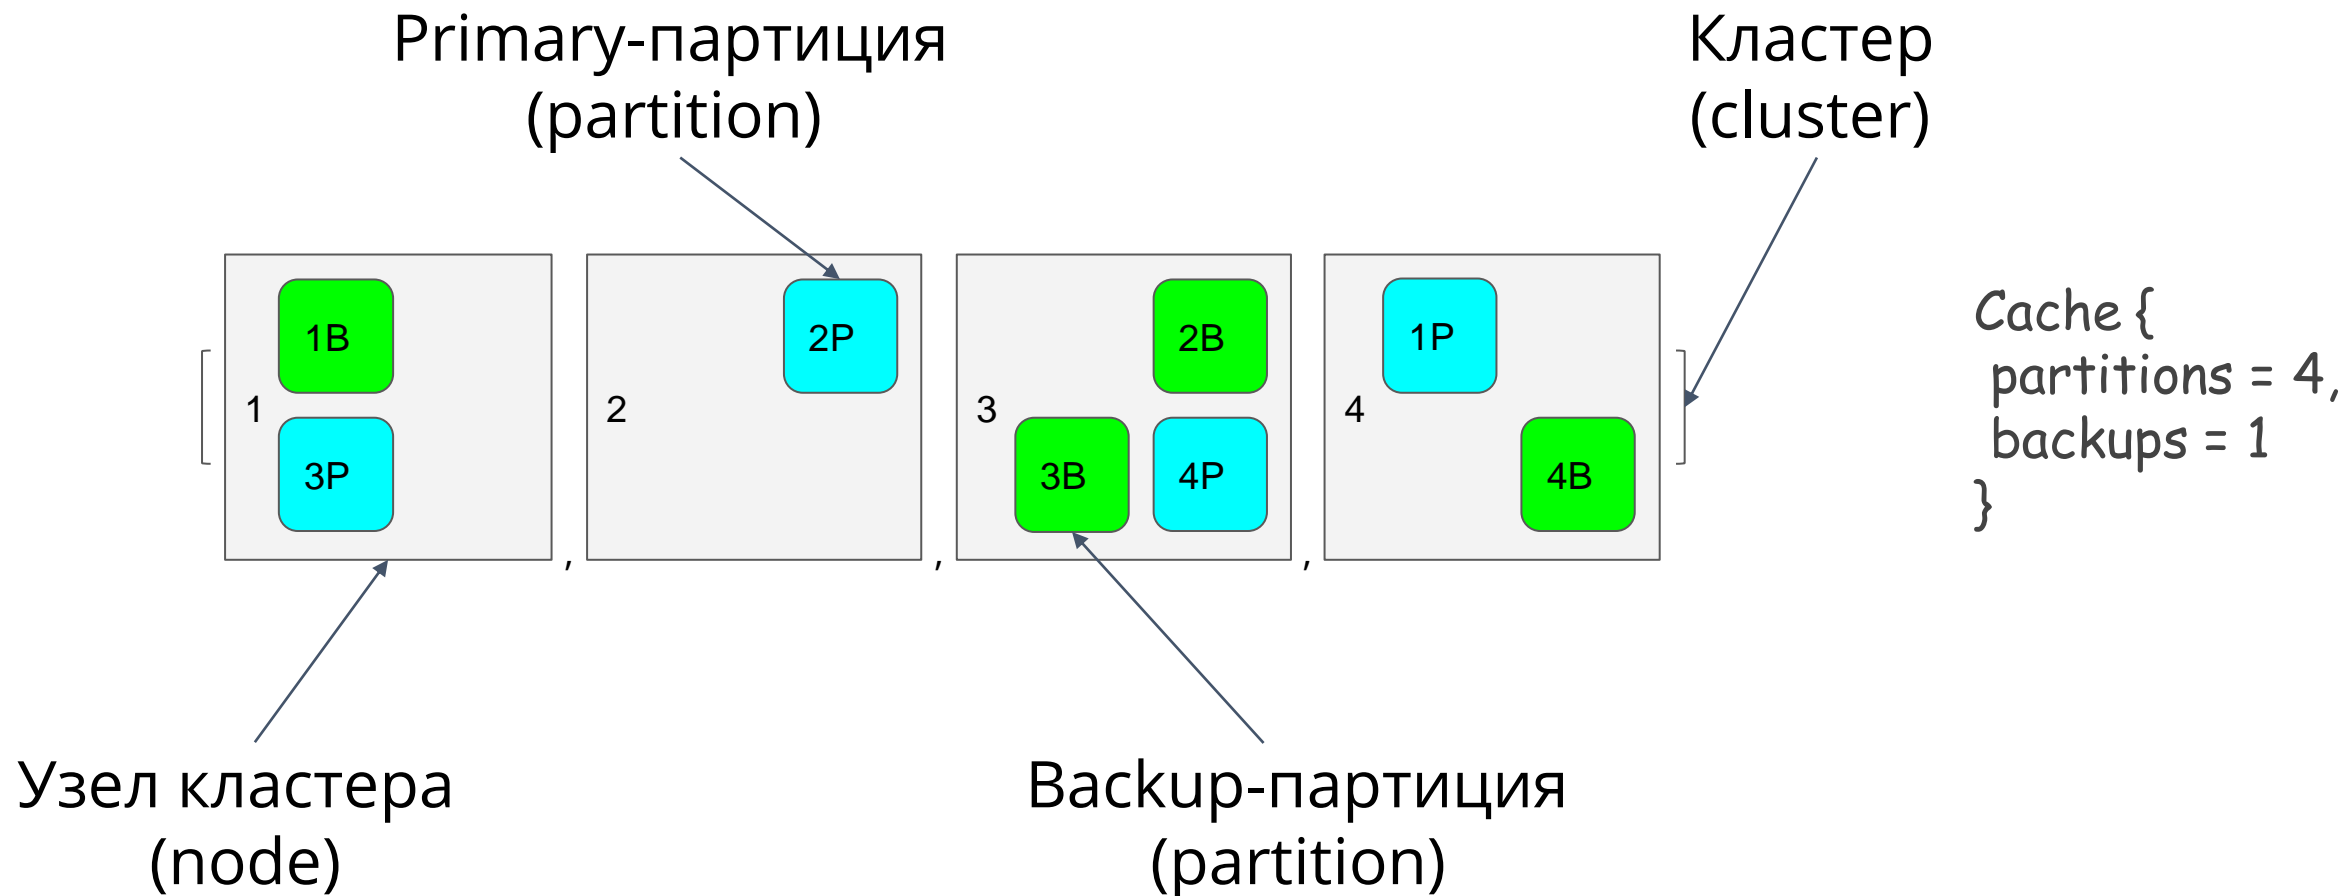 Primary-партиция
(partition)
Кластер
(cluster)
1B
2P
2B
1P
1
2
3
4
3P
3B
4P
4B
, , ,
Cache {
partitions = 4,
backups = 1
}
Узел кластера
(node)
Backup-партиция
(partition)